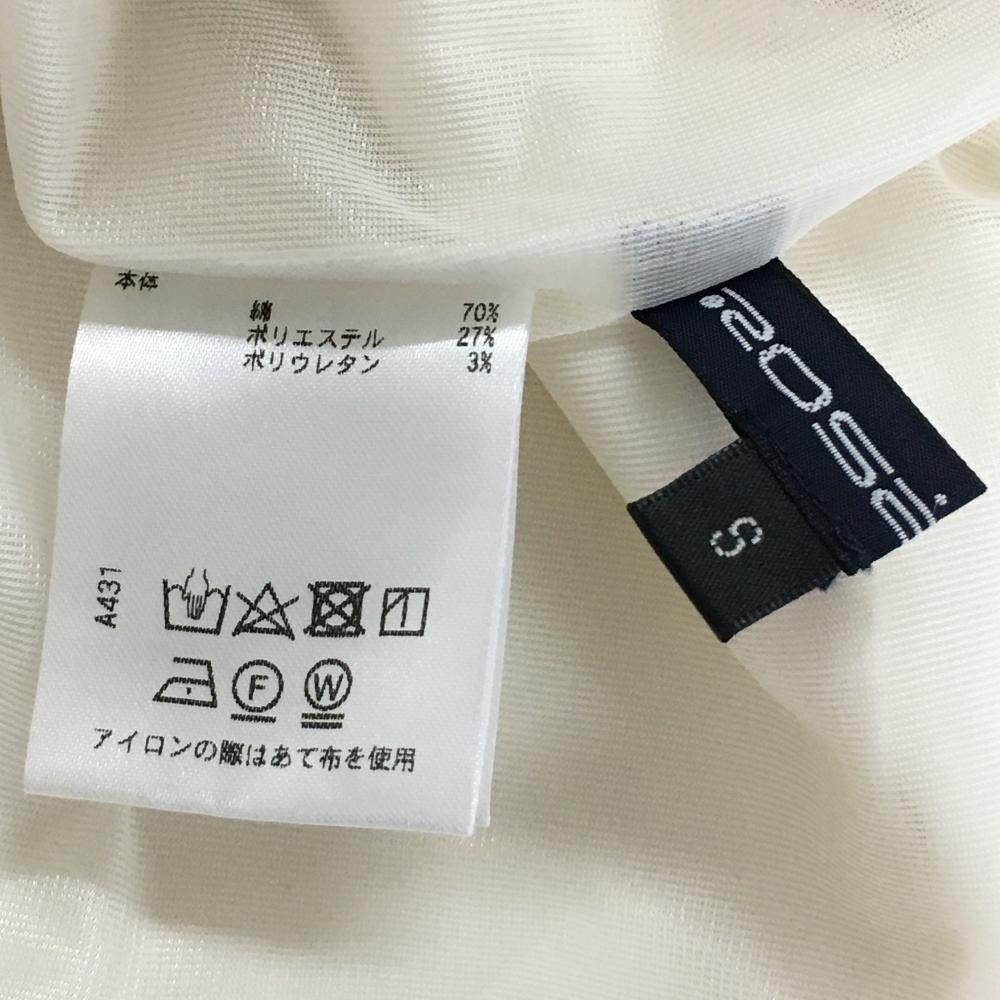 本体
綿 70%
ポリエステル 27%
ポリウレタン 3%
A431
F W
アイロンの際はあて布を使用
S